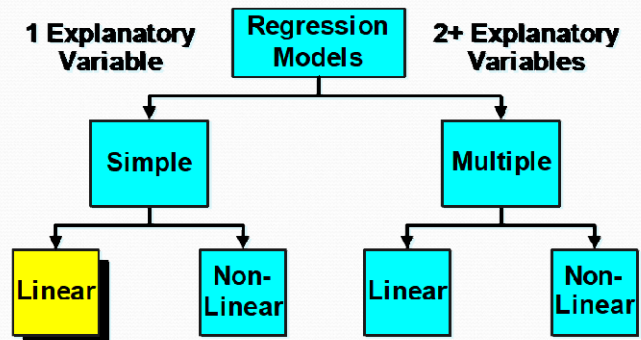 1 Explanatory
Variable
Regression
Models
2+ Explanatory
Variables
Simple
Multiple
Linear
Non-
Linear
Linear
Non-
Linear